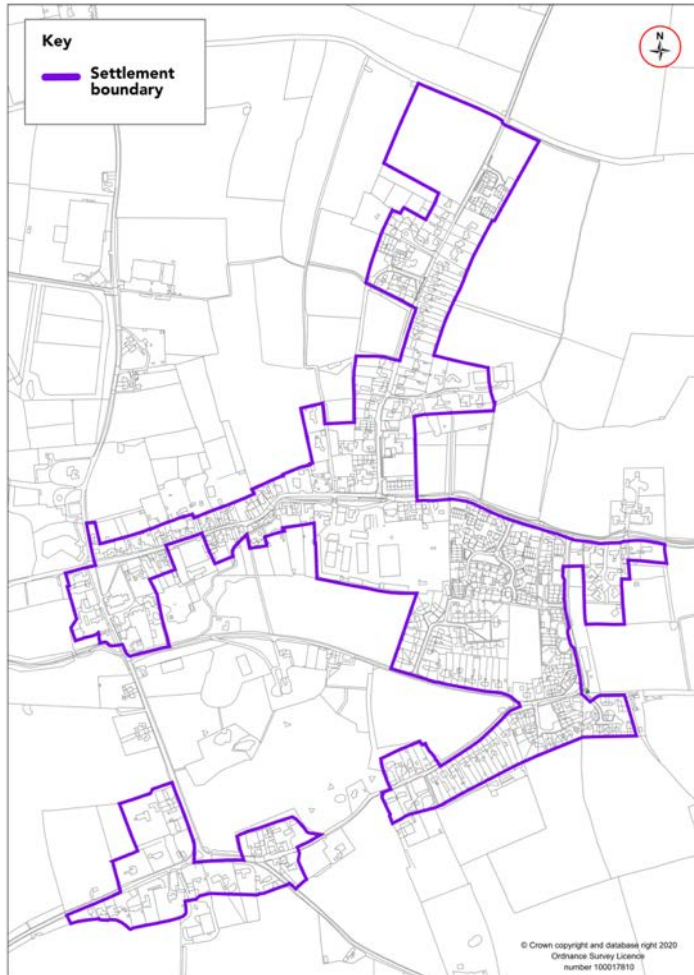 Key
Settlement
boundary
N
© Crown copyright and database right 2020
Ordnance Survey Licence
number 100017810